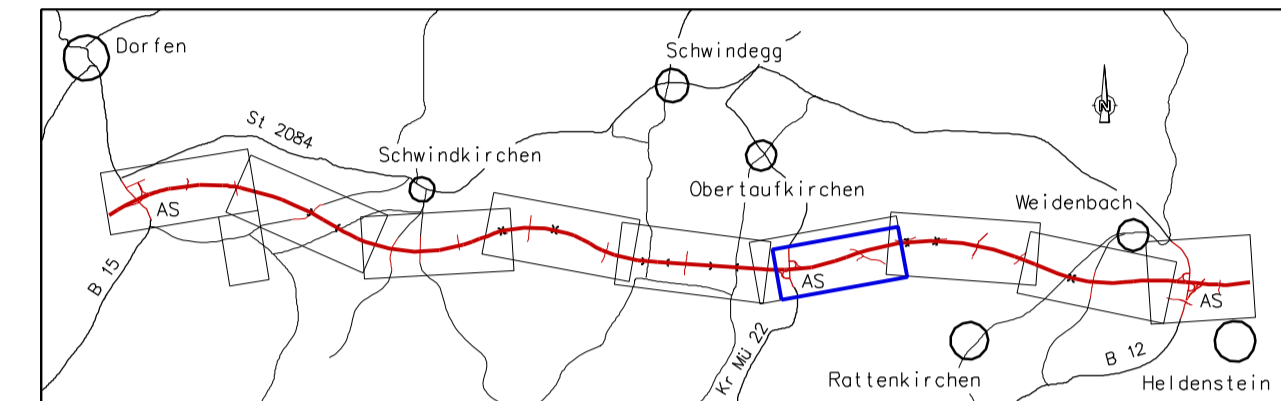 Dorfen
Schwindegg
N
St 2084
Schwindkirchen
Obertaufkirchen
Weidenbach
AS
B 15
AS
AS
Kr Mü 22
Rattenkirchen
B 12
Heldenstein